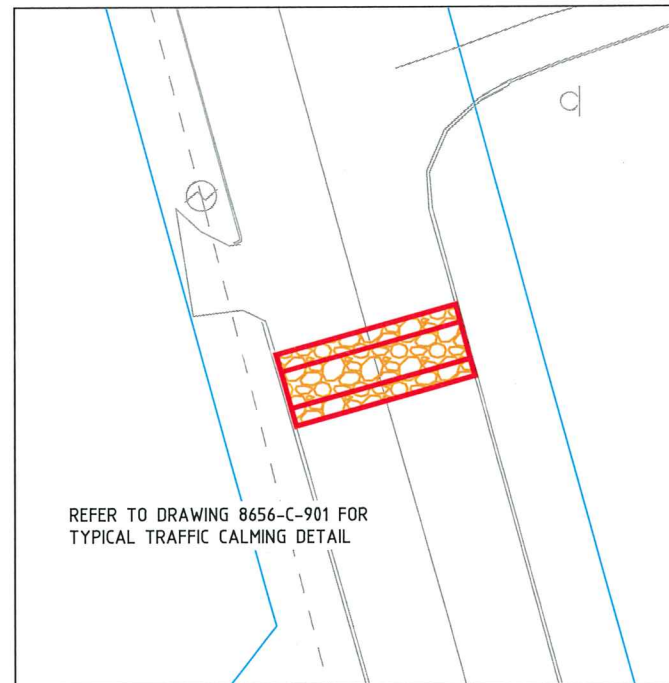 REFER TO DRAWING 8656-C-901 FOR
TYPICAL TRAFFIC CALMING DETAIL